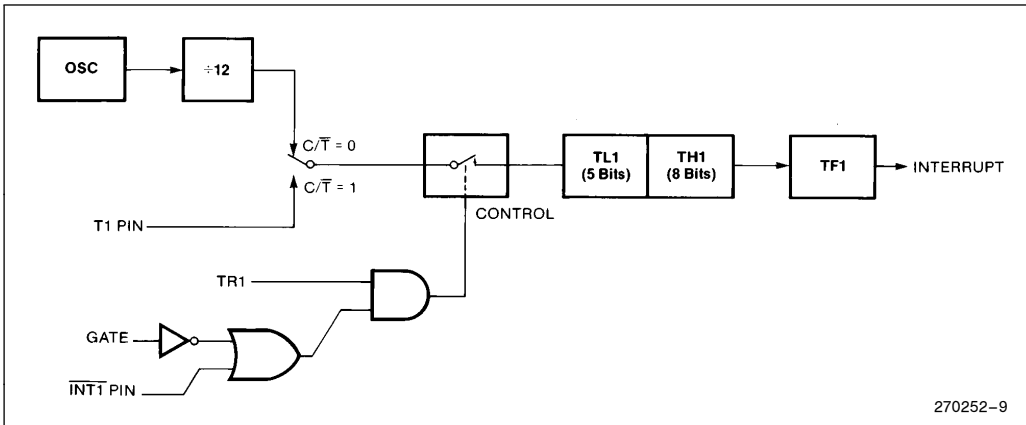 OSC
÷12
C/T̅ = 0
C/T̅ = 1
T1 PIN
CONTROL
TL1
(5 Bits)
TH1
(8 Bits)
TF1
INTERRUPT
TR1
GATE
I̅N̅T̅1̅ PIN
270252–9